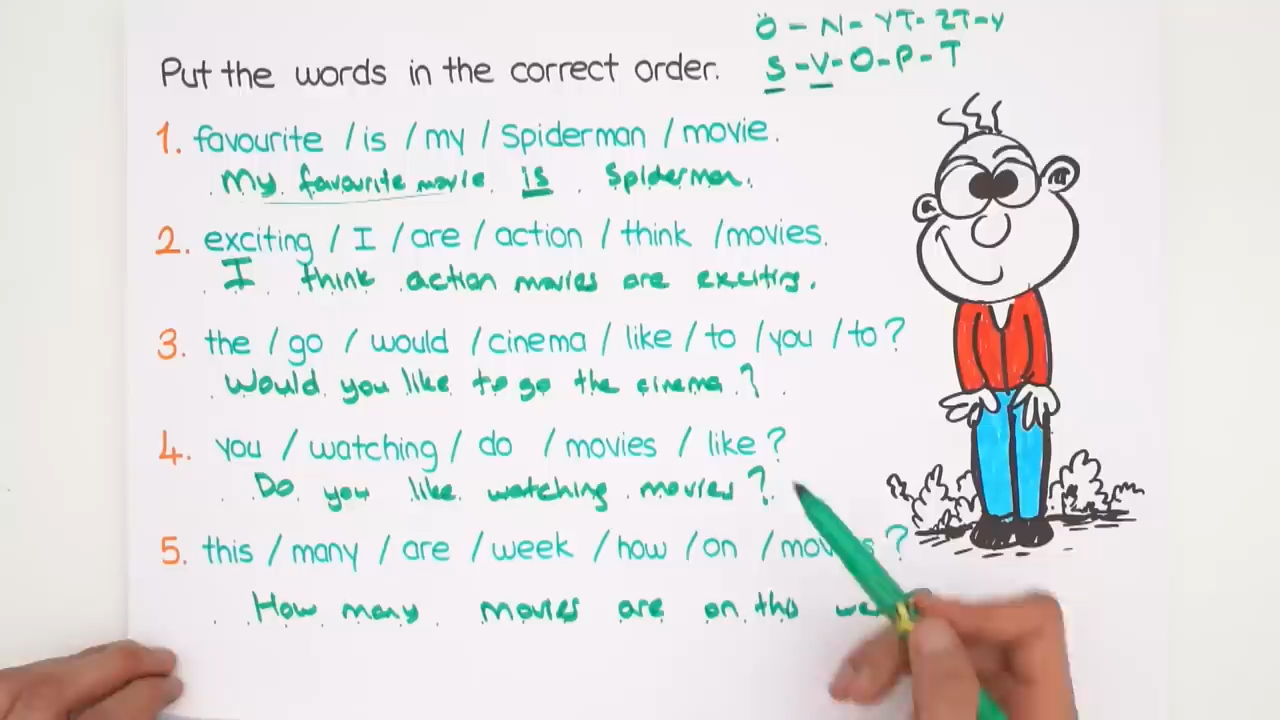 Ö - N - YT - ZT - Y
S - V - O - P - T
Put the words in the correct order.
1. favourite / is / my / Spiderman / movie.
My favourite movie is Spiderman.
2. exciting / I / are / action / think / movies.
I think action movies are exciting.
3. the / go / would / cinema / like / to / you / to?
Would you like to go the cinema?
4. you / watching / do / movies / like?
Do you like watching movies?
5. this / many / are / week / how / on / ?
How many movies are on this